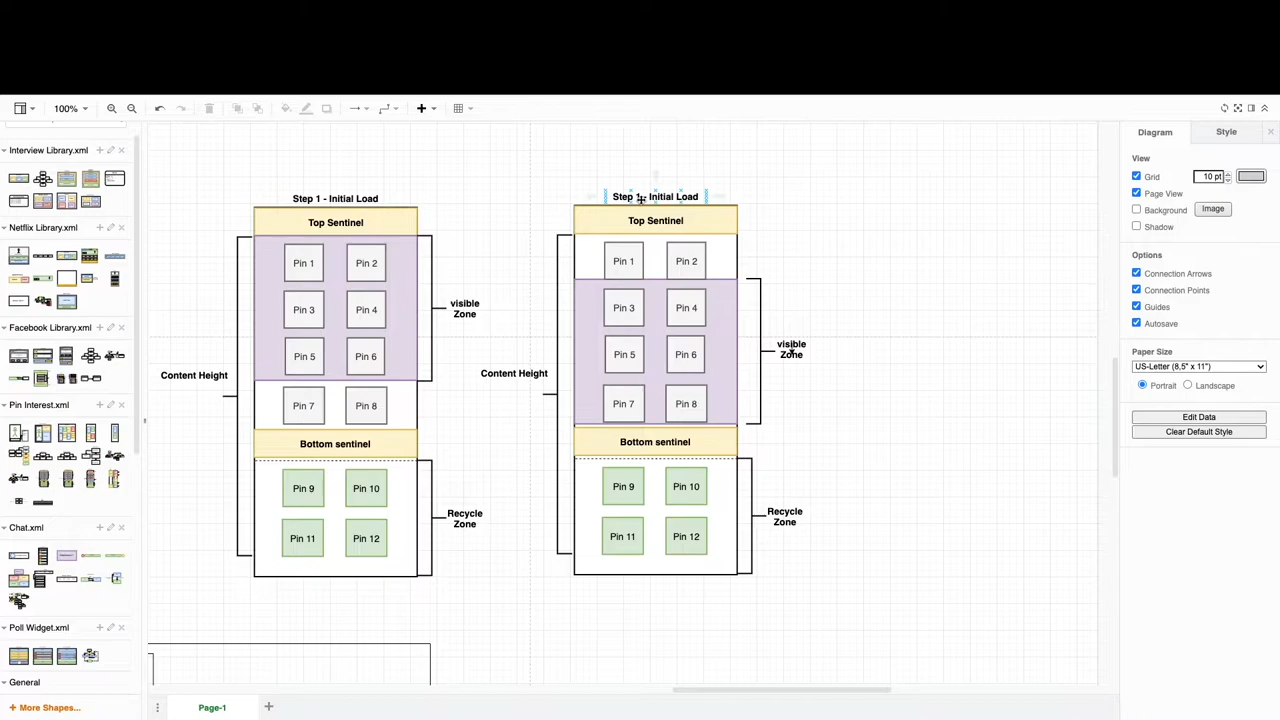 100%
Diagram
Style
Interview Library.xml
Netflix Library.xml
Facebook Library.xml
Pin Interest.xml
Chat.xml
Poll Widget.xml
General
More Shapes...
Step 1 - Initial Load
Top Sentinel
Pin 1
Pin 2
Pin 3
Pin 4
Pin 5
Pin 6
Pin 7
Pin 8
Bottom sentinel
Pin 9
Pin 10
Pin 11
Pin 12
Content Height
visible
Zone
Recycle
Zone
Step 1 - Initial Load
Top Sentinel
Pin 1
Pin 2
Pin 3
Pin 4
Pin 5
Pin 6
Pin 7
Pin 8
Bottom sentinel
Pin 9
Pin 10
Pin 11
Pin 12
Content Height
visible
Zone
Recycle
Zone
View
Grid
10 pt
Page View
Background
Image
Shadow
Options
Connection Arrows
Connection Points
Guides
Autosave
Paper Size
US-Letter (8,5" x 11")
Portrait
Landscape
Edit Data
Clear Default Style
Page-1